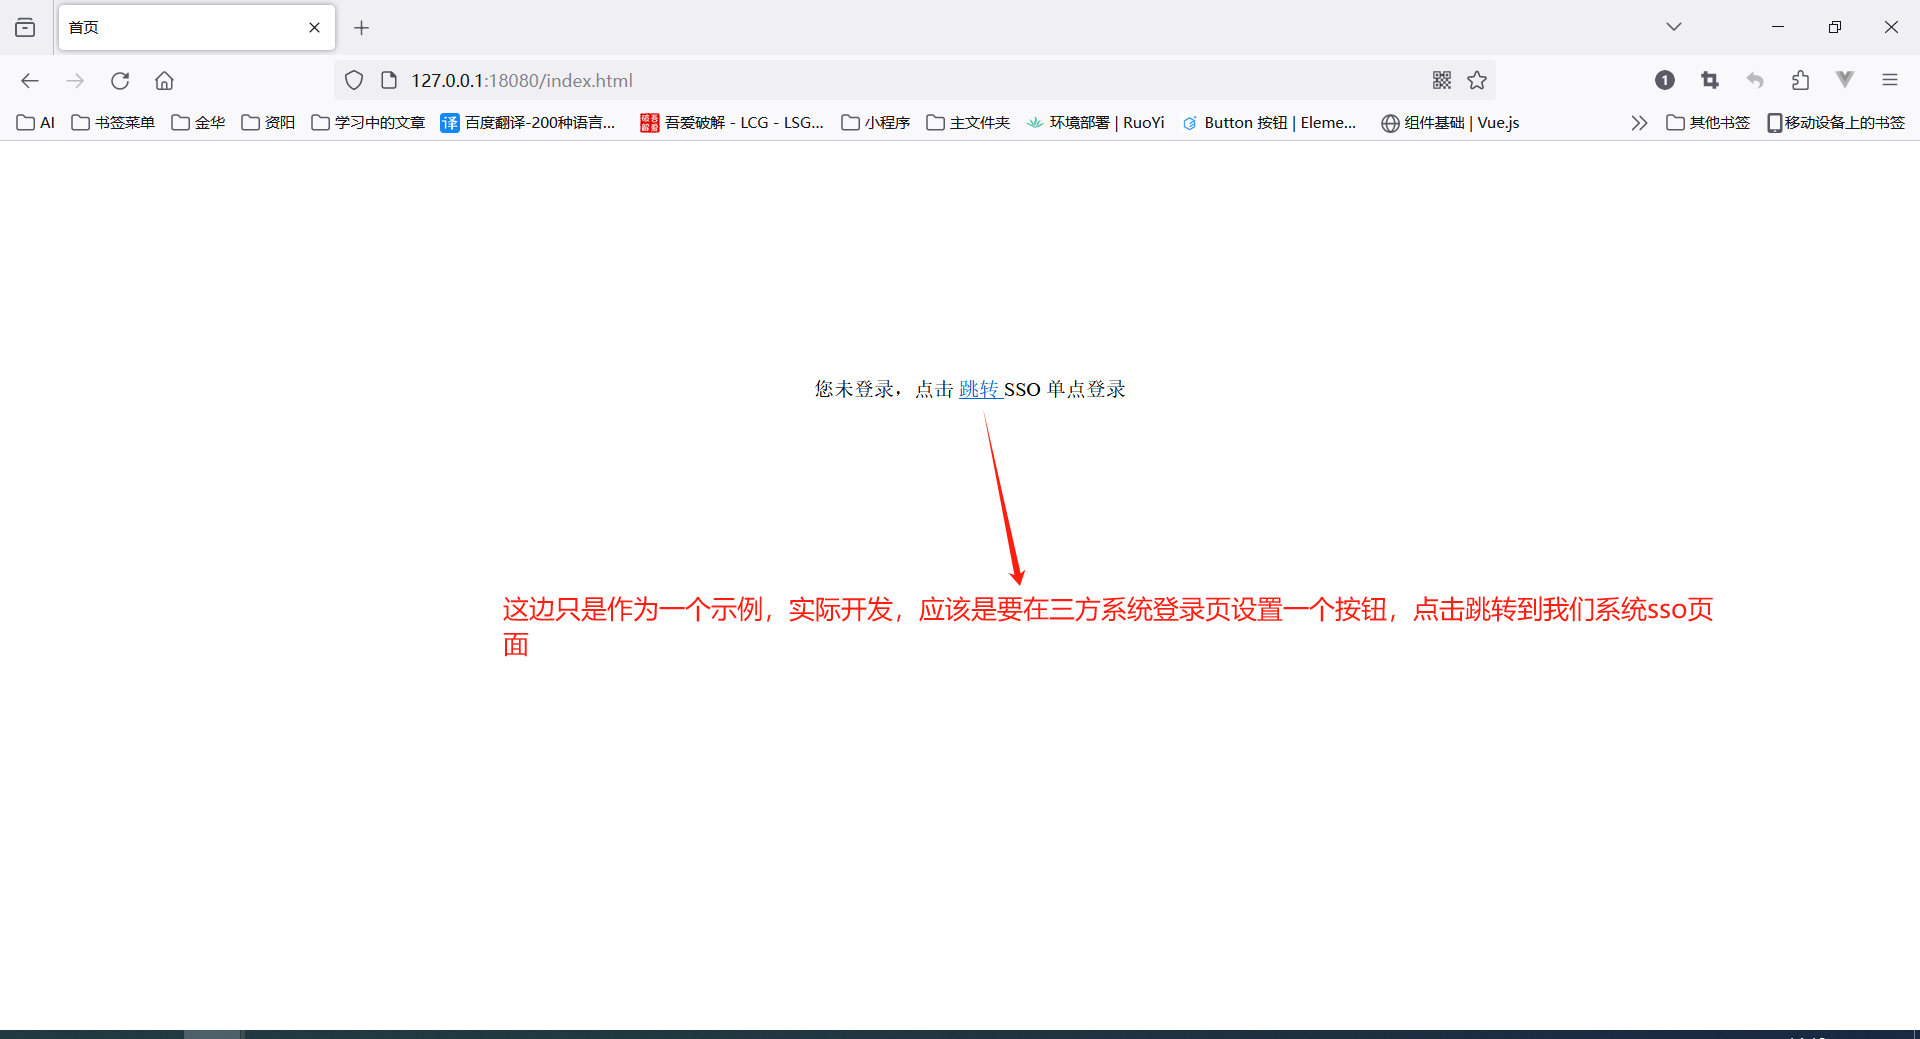 首页
127.0.0.1:18080/index.html
1
AI 书签菜单 金华 资阳 学习中的文章 译 百度翻译-200种语言... 吾爱破解 - LCG - LSG... 小程序 主文件夹 环境部署 | RuoYi Button 按钮 | Eleme... 组件基础 | Vue.js 其他书签 移动设备上的书签
您未登录，点击 跳转 SSO 单点登录
这边只是作为一个示例，实际开发，应该是要在三方系统登录页设置一个按钮，点击跳转到我们系统sso页
面